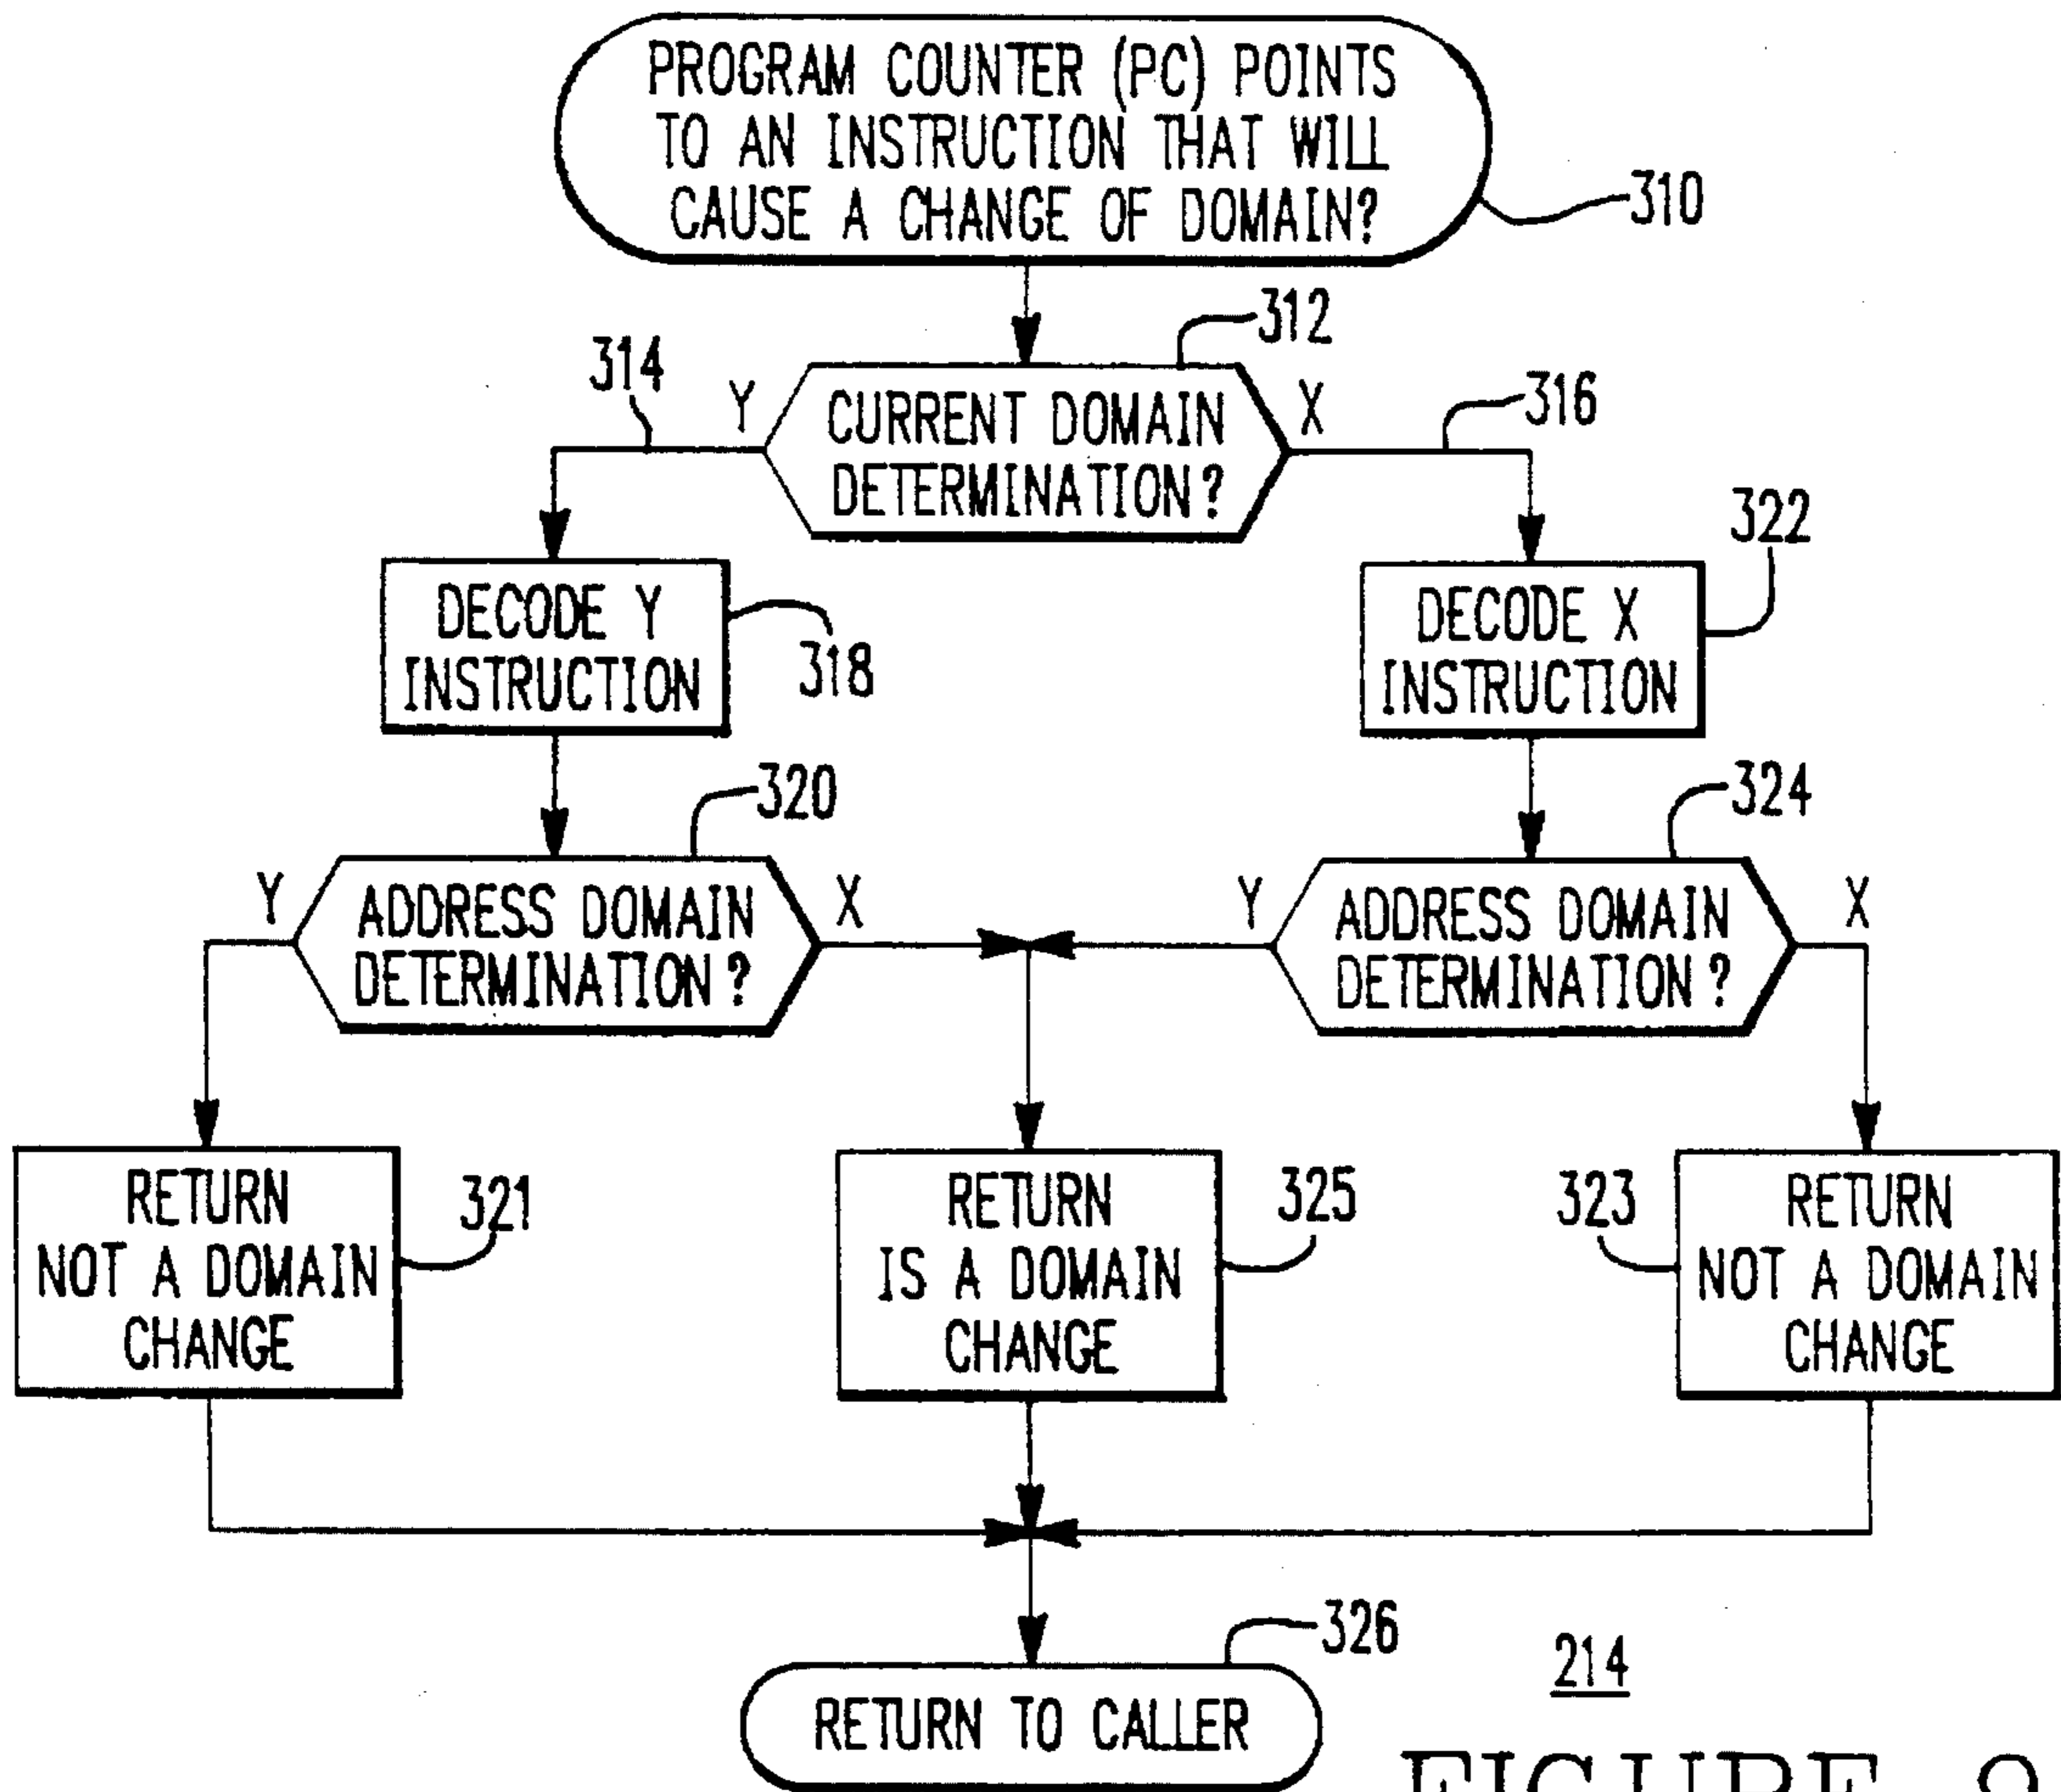 PROGRAM COUNTER (PC) POINTS
TO AN INSTRUCTION THAT WILL
CAUSE A CHANGE OF DOMAIN?
310
312
314
Y
CURRENT DOMAIN
DETERMINATION?
X
316
DECODE Y
INSTRUCTION
318
322
DECODE X
INSTRUCTION
320
324
Y
ADDRESS DOMAIN
DETERMINATION?
X
Y
ADDRESS DOMAIN
DETERMINATION?
X
RETURN
NOT A DOMAIN
CHANGE
321
RETURN
IS A DOMAIN
CHANGE
325
323
RETURN
NOT A DOMAIN
CHANGE
326
RETURN TO CALLER
214
FIGURE 9